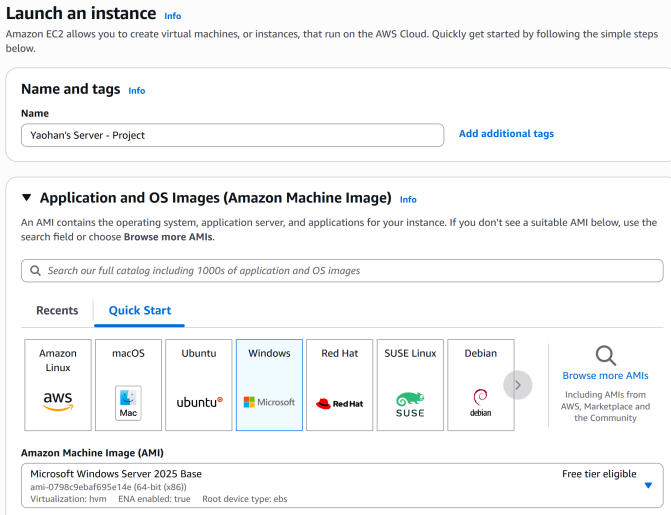 Launch an instance Info
Amazon EC2 allows you to create virtual machines, or instances, that run on the AWS Cloud. Quickly get started by following the simple steps
below.
Name and tags Info
Name
Yaohan's Server - Project
Add additional tags
Application and OS Images (Amazon Machine Image) Info
An AMI contains the operating system, application server, and applications for your instance. If you don't see a suitable AMI below, use the
search field or choose Browse more AMIs.
Search our full catalog including 1000s of application and OS images
Recents
Quick Start
Amazon
Linux
aws
macOS
Mac
Ubuntu
ubuntu®
Windows
Microsoft
Red Hat
Red Hat
SUSE Linux
SUSE
Debian
debian
Browse more AMIs
Including AMIs from
AWS, Marketplace and
the Community
Amazon Machine Image (AMI)
Microsoft Windows Server 2025 Base
Free tier eligible
ami-0798c9ebaf695e14e (64-bit (x86))
Virtualization: hvm ENA enabled: true Root device type: ebs